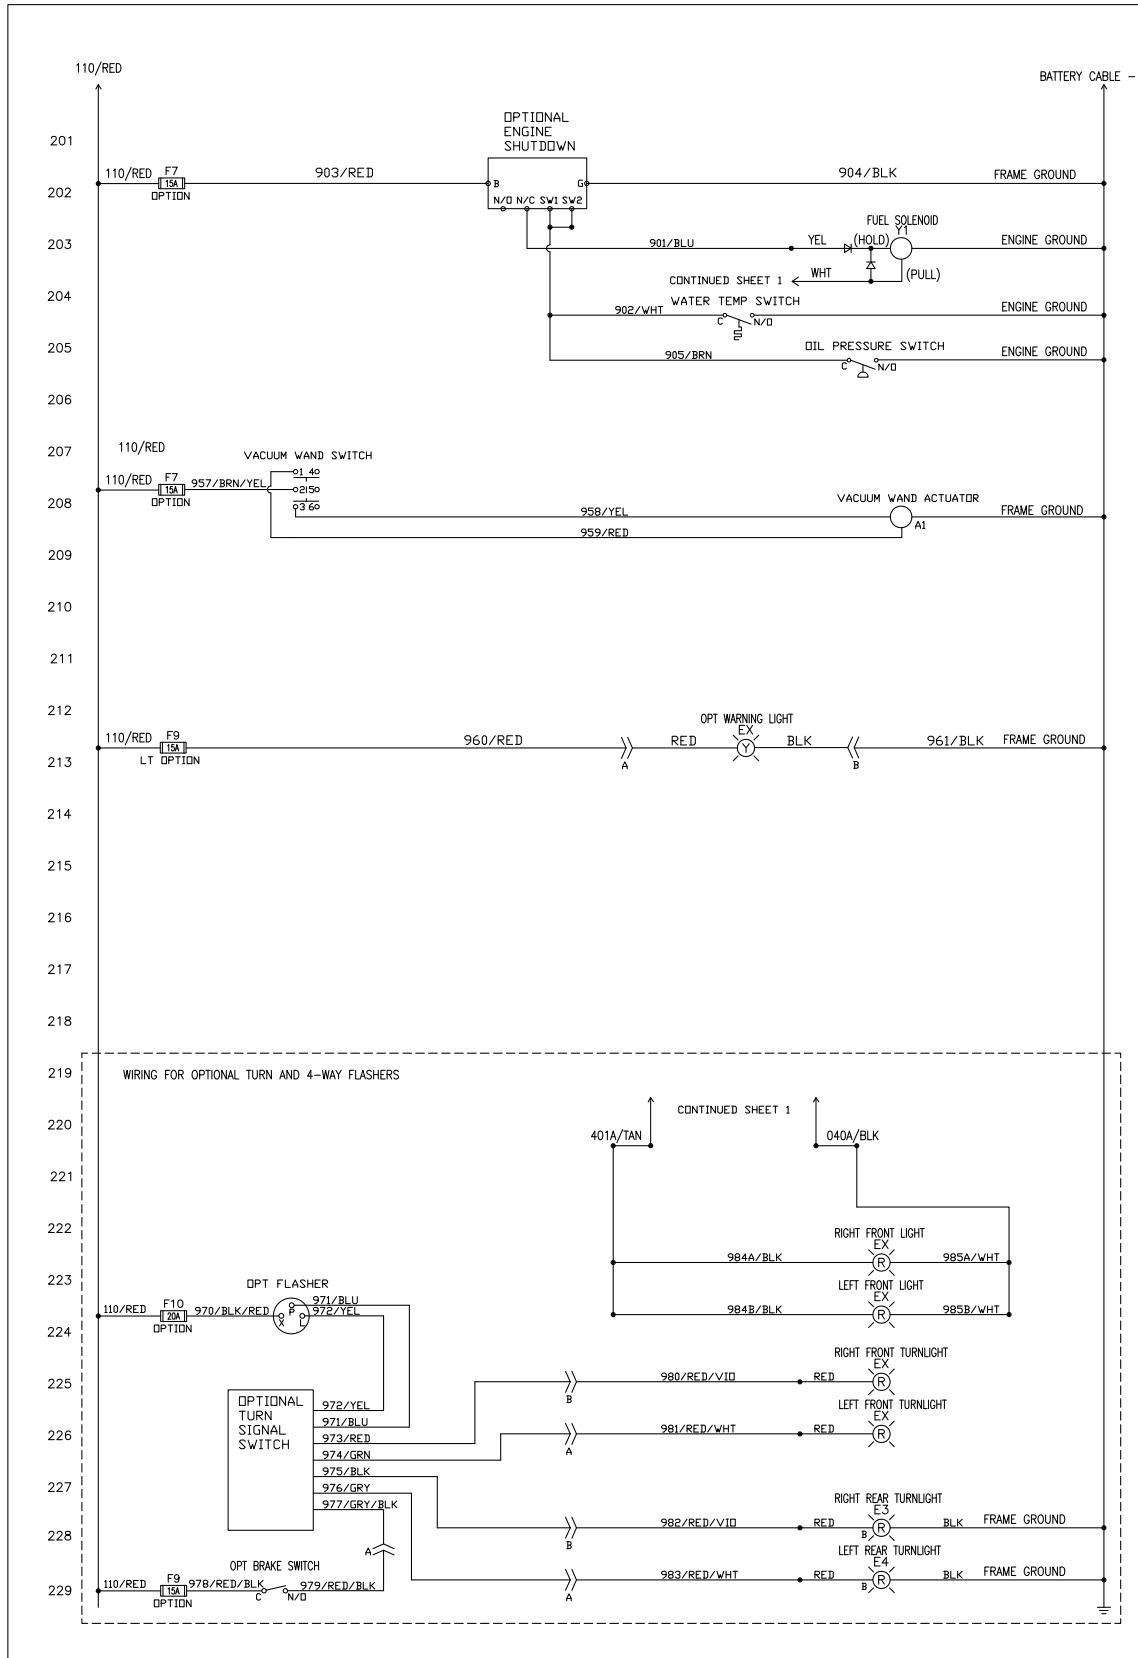 110/RED
BATTERY CABLE -
201
OPTIONAL
ENGINE
SHUTDOWN
110/RED F7 903/RED B G 904/BLK FRAME GROUND
15A
202
OPTION
N/O N/C SW1 SW2
FUEL SOLENOID
Y1
203
901/BLU YEL (HOLD) ENGINE GROUND
CONTINUED SHEET 1 WHT (PULL)
204
WATER TEMP SWITCH
902/WHT C N/O ENGINE GROUND
205
OIL PRESSURE SWITCH
905/BRN C N/O ENGINE GROUND
206
207
110/RED
VACUUM WAND SWITCH
110/RED F7 957/BRN/YEL
15A
OPTION
1 4
2 5
3 6
208
VACUUM WAND ACTUATOR
958/YEL A1 FRAME GROUND
959/RED
209
210
211
212
OPT WARNING LIGHT
EX
110/RED F9 960/RED RED Y BLK 961/BLK FRAME GROUND
15A
213
LT OPTION A B
214
215
216
217
218
219
WIRING FOR OPTIONAL TURN AND 4-WAY FLASHERS
220
CONTINUED SHEET 1
401A/TAN 040A/BLK
221
222
RIGHT FRONT LIGHT
EX
984A/BLK R 985A/WHT
223
OPT FLASHER
LEFT FRONT LIGHT
EX
984B/BLK R 985B/WHT
110/RED F10 970/BLK/RED X P L 971/BLU
20A 972/YEL
OPTION
224
RIGHT FRONT TURNLIGHT
EX
225
B 980/RED/VIO RED R
OPTIONAL
TURN
SIGNAL
SWITCH
972/YEL
971/BLU
973/RED
974/GRN
975/BLK
976/GRY
977/GRY/BLK
LEFT FRONT TURNLIGHT
EX
226
A 981/RED/WHT RED R
227
RIGHT REAR TURNLIGHT
E3
B 982/RED/VIO RED B R BLK FRAME GROUND
228
A
OPT BRAKE SWITCH
LEFT REAR TURNLIGHT
E4
229
110/RED F9 978/RED/BLK C N/O 979/RED/BLK
15A
OPTION
A 983/RED/WHT RED B R BLK FRAME GROUND